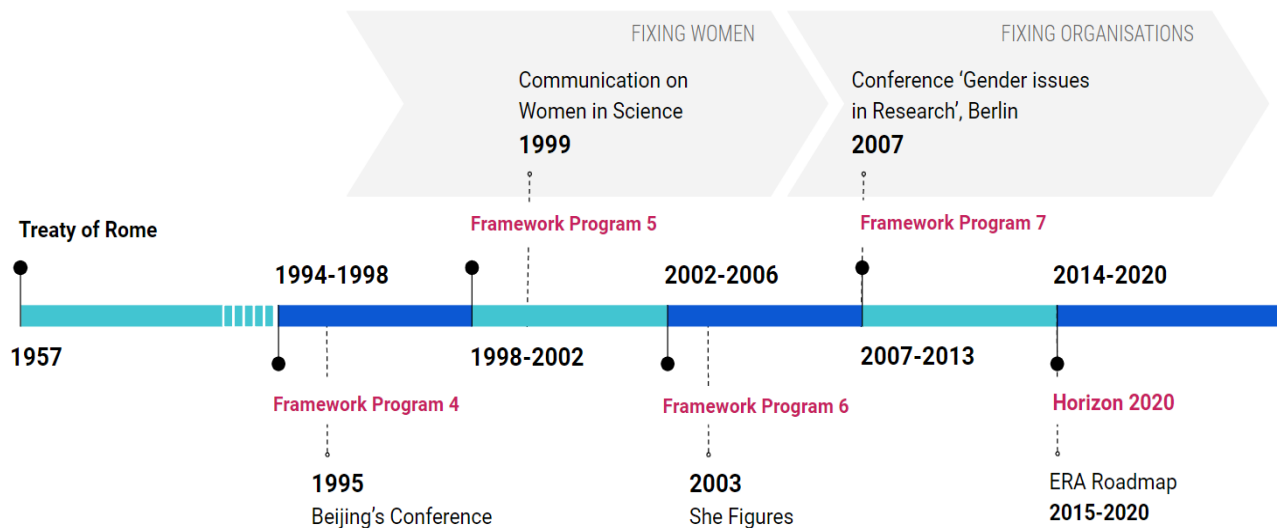 FIXING WOMEN
FIXING ORGANISATIONS
Communication on
Women in Science
1999
Conference ‘Gender issues
in Research’, Berlin
2007
Treaty of Rome
Framework Program 5
Framework Program 7
1994-1998
2002-2006
2014-2020
1957
1998-2002
2007-2013
Framework Program 4
Framework Program 6
Horizon 2020
1995
Beijing’s Conference
2003
She Figures
ERA Roadmap
2015-2020